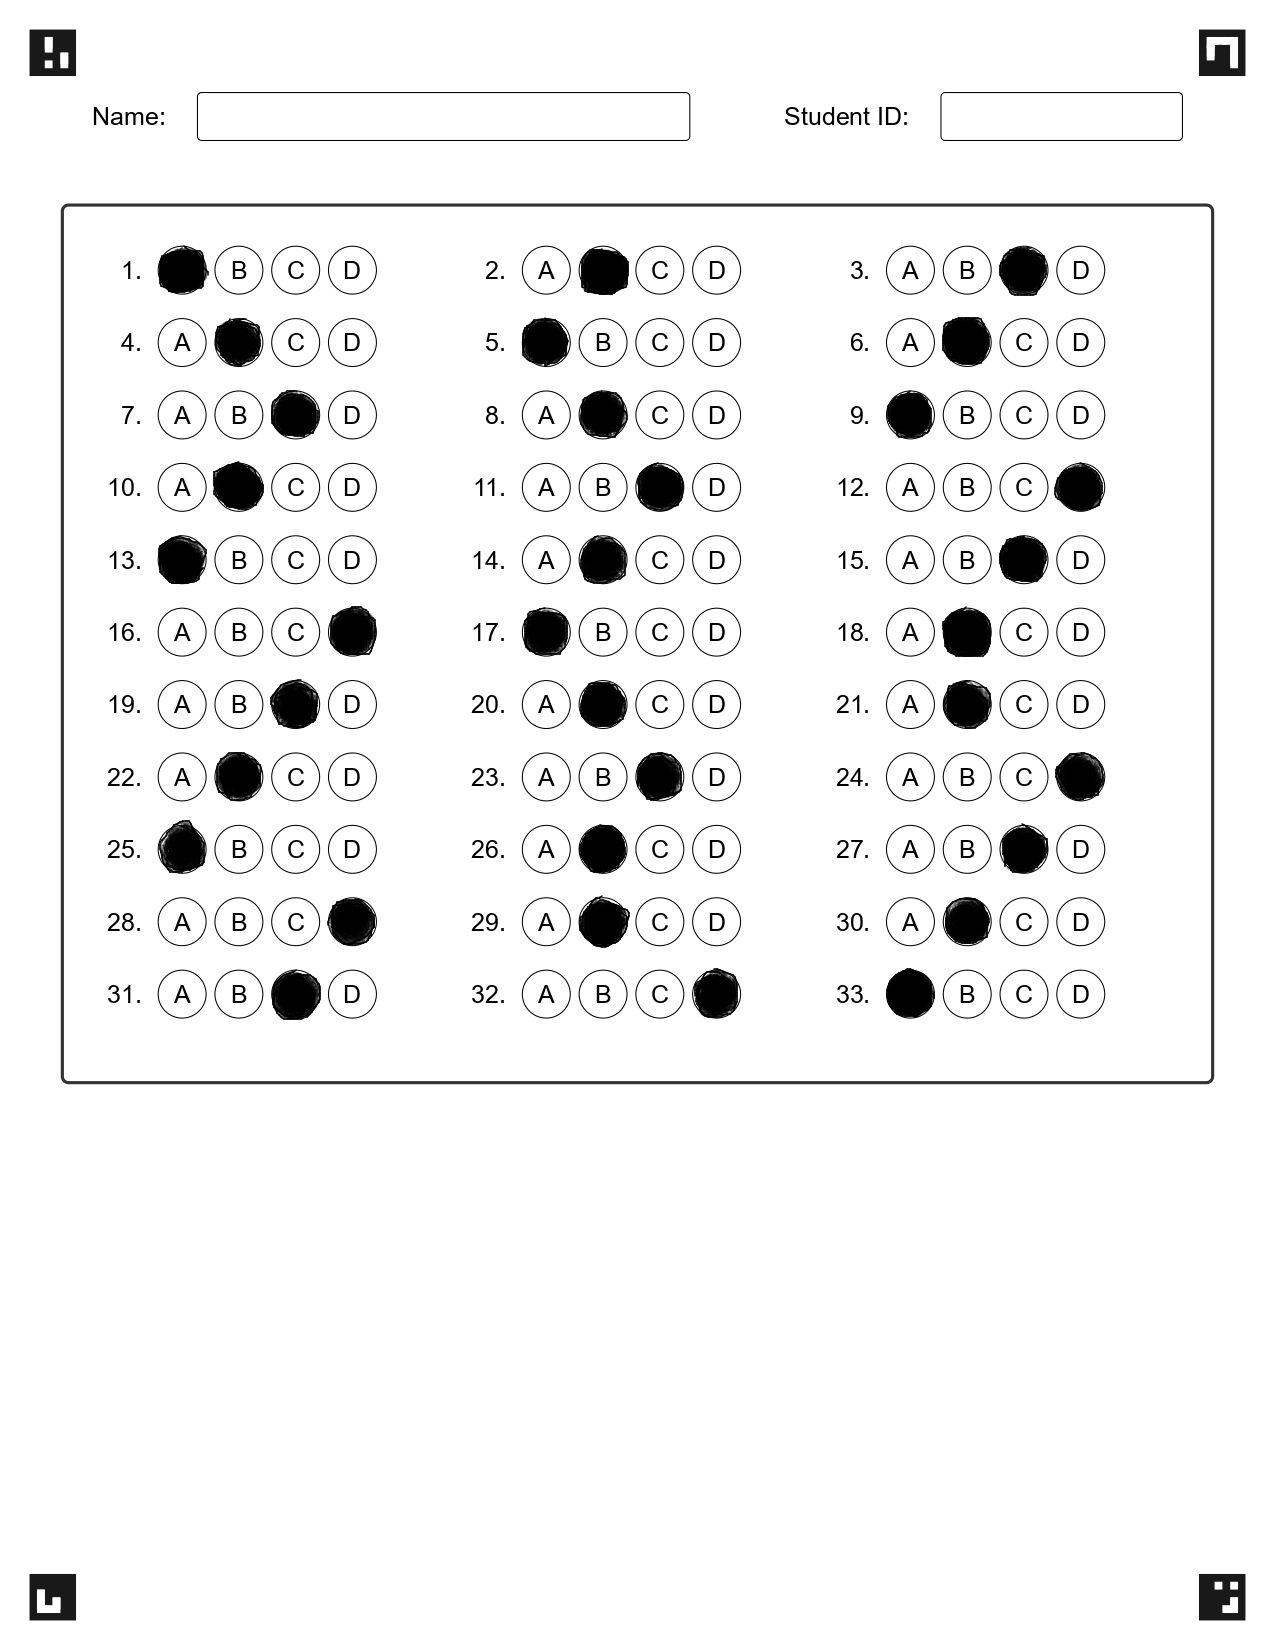 Name: Student ID:
1. B C D 2. A C D 3. A B D
4. A C D 5. B C D 6. A C D
7. A B D 8. A C D 9. B C D
10. A C D 11. A B D 12. A B C
13. B C D 14. A C D 15. A B D
16. A B C 17. B C D 18. A C D
19. A B D 20. A C D 21. A C D
22. A C D 23. A B D 24. A B C
25. B C D 26. A C D 27. A B D
28. A B C 29. A C D 30. A C D
31. A B D 32. A B C 33. B C D